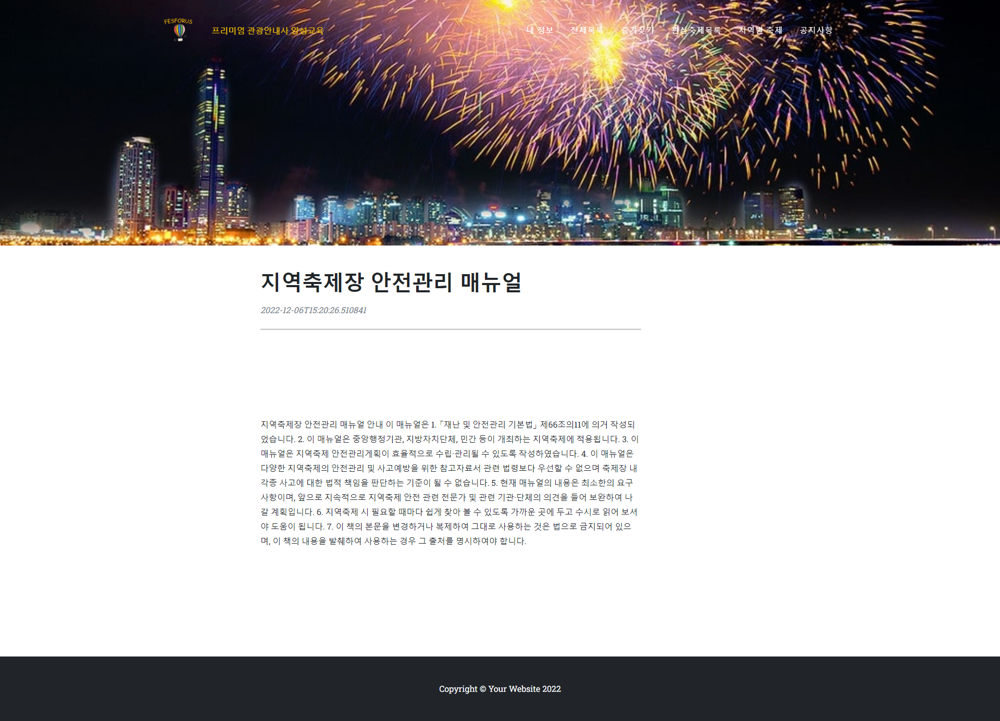 FESFORUS
프리미엄 관광안내사 양성교육
내 정보
전체목록
즐겨찾기
관심축제목록
지역별 축제
공지사항
지역축제장 안전관리 매뉴얼
2022-12-06T15:20:26.510841
지역축제장 안전관리 매뉴얼 안내 이 매뉴얼은 1.「재난 및 안전관리 기본법」제66조의11에 의거 작성되
었습니다. 2. 이 매뉴얼은 중앙행정기관, 지방자치단체, 민간 등이 개최하는 지역축제에 적용됩니다. 3. 이
매뉴얼은 지역축제 안전관리계획이 효율적으로 수립·관리될 수 있도록 작성하였습니다. 4. 이 매뉴얼은
다양한 지역축제의 안전관리 및 사고예방을 위한 참고자료서 관련 법령보다 우선할 수 없으며 축제장 내
각종 사고에 대한 법적 책임을 판단하는 기준이 될 수 없습니다. 5. 현재 매뉴얼의 내용은 최소한의 요구
사항이며, 앞으로 지속적으로 지역축제 안전 관련 전문가 및 관련 기관·단체의 의견을 들어 보완하여 나
갈 계획입니다. 6. 지역축제 시 필요할 때마다 쉽게 찾아 볼 수 있도록 가까운 곳에 두고 수시로 읽어 보셔
야 도움이 됩니다. 7. 이 책의 본문을 변경하거나 복제하여 그대로 사용하는 것은 법으로 금지되어 있으
며, 이 책의 내용을 발췌하여 사용하는 경우 그 출처를 명시하여야 합니다.
Copyright © Your Website 2022